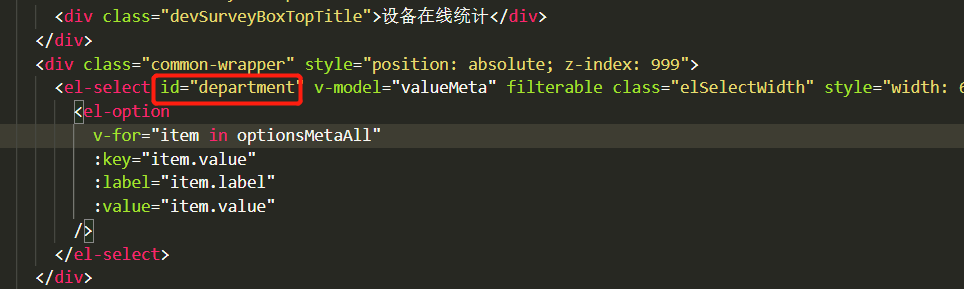 <div class="devSurveyBoxTopTitle">设备在线统计</div>
</div>
<div class="common-wrapper" style="position: absolute; z-index: 999">
<el-select id="department" v-model="valueMeta" filterable class="elSelectWidth" style="width: 6
<el-option
v-for="item in optionsMetaAll"
:key="item.value"
:label="item.label"
:value="item.value"
/>
</el-select>
</div>